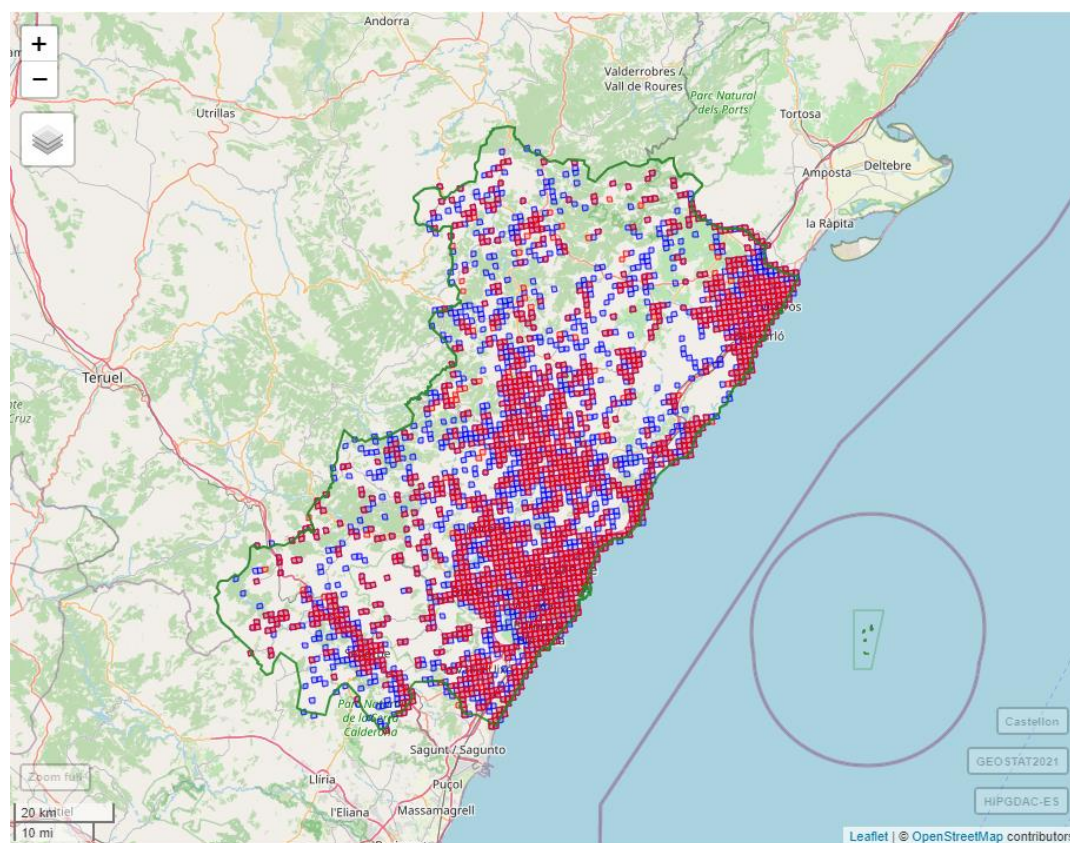 Andorra
+
−
Valderrobres /
Vall de Roures
Parc Natural
dels Ports
Utrillas
Tortosa
Deltebre
Amposta
la Ràpita
Teruel
Cruz
Parc Natural
de la Serra
Calderona
Sagunt / Sagunto
Llíria
Puçol
l'Eliana
Massamagrell
Castellon
GEOSTAT2021
HiPGDAC-ES
Zoom full
20 km
10 mi
Leaflet | © OpenStreetMap contributors